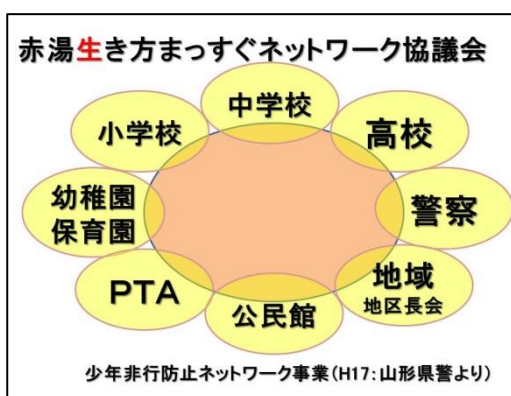 赤湯生き方まっすぐネットワーク協議会
中学校
小学校
高校
幼稚園
保育園
警察
PTA
地域
地区長会
公民館
少年非行防止ネットワーク事業(H17:山形県警より)